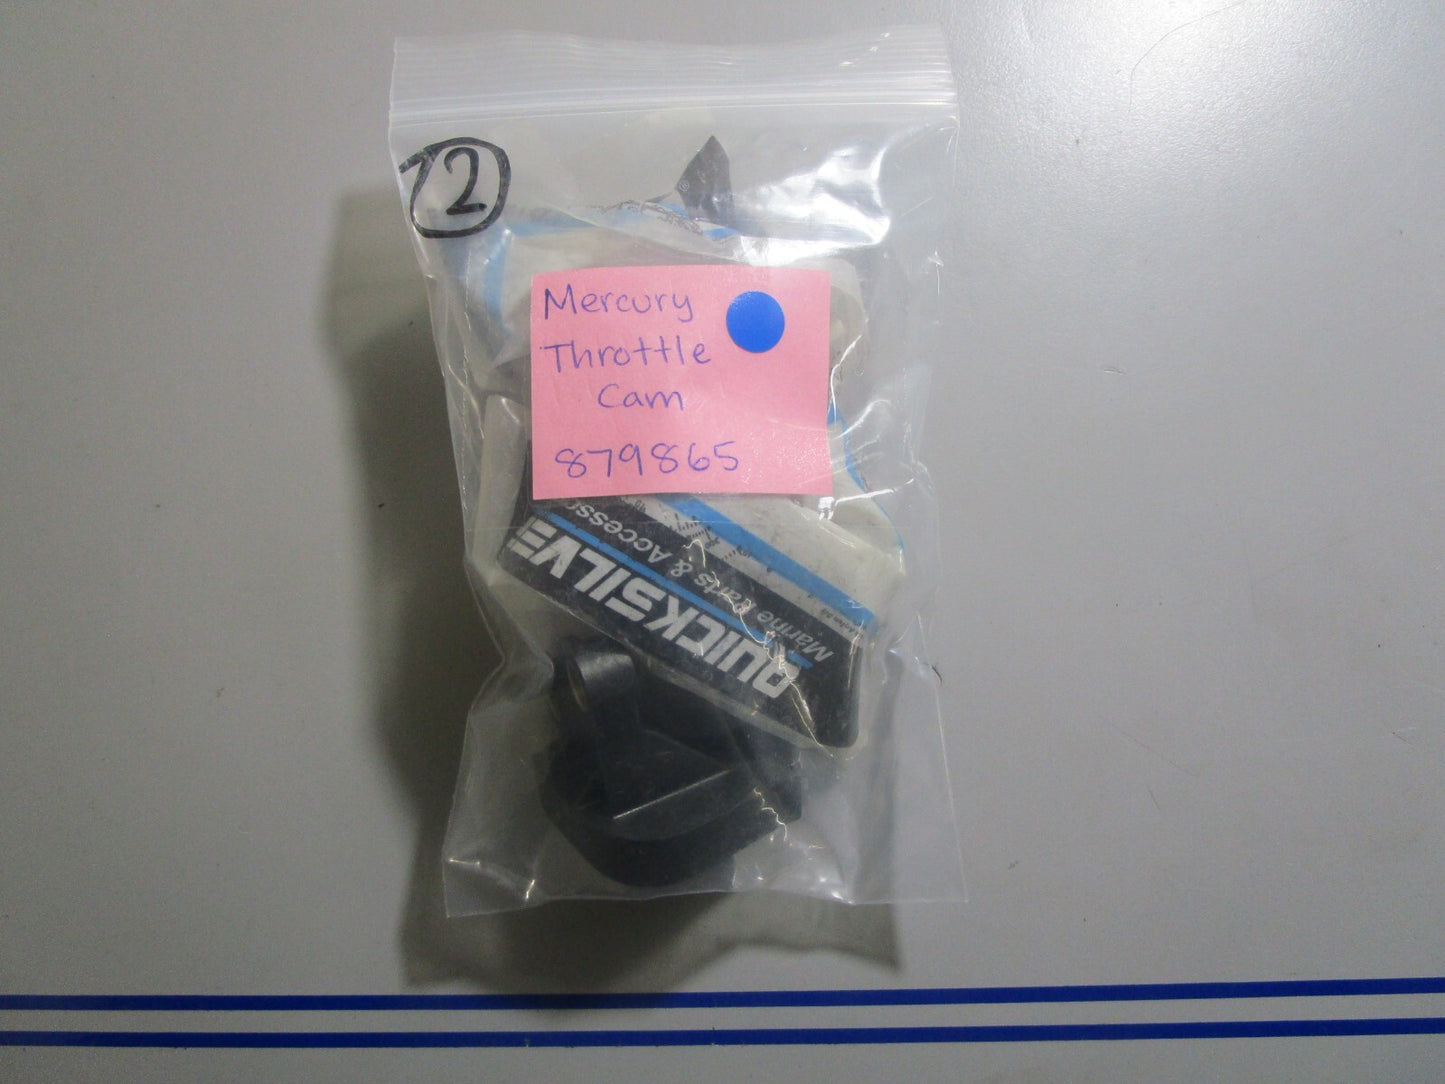 2
Mercury
Throttle
Cam
879865
Marine Parts & Accesso
QUICKSILVE